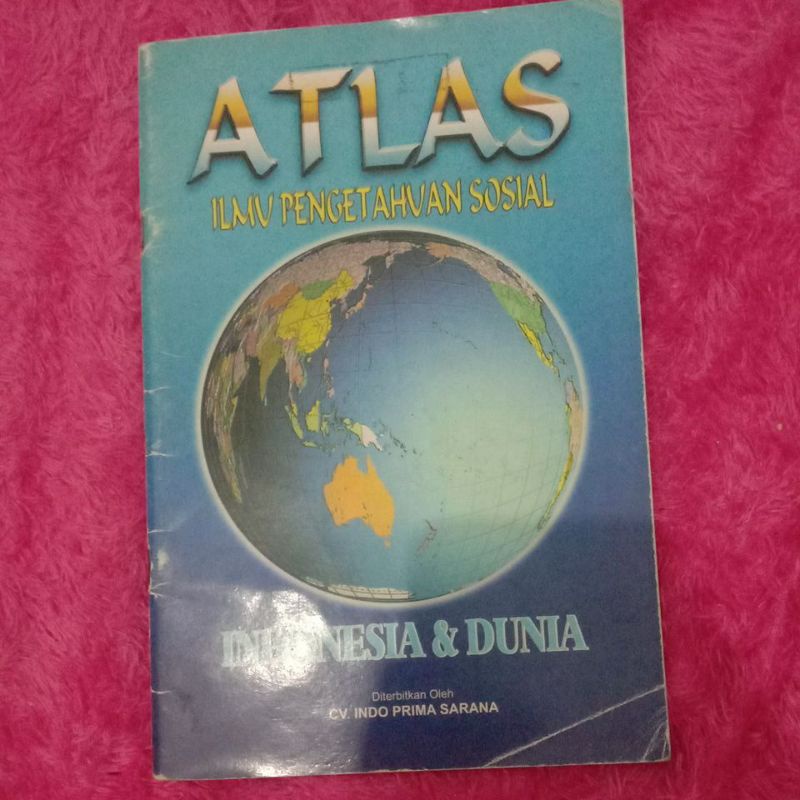 ATLAS
ILMU PENGETAHUAN SOSIAL
INDONESIA & DUNIA
Diterbitkan Oleh
CV. INDO PRIMA SARANA